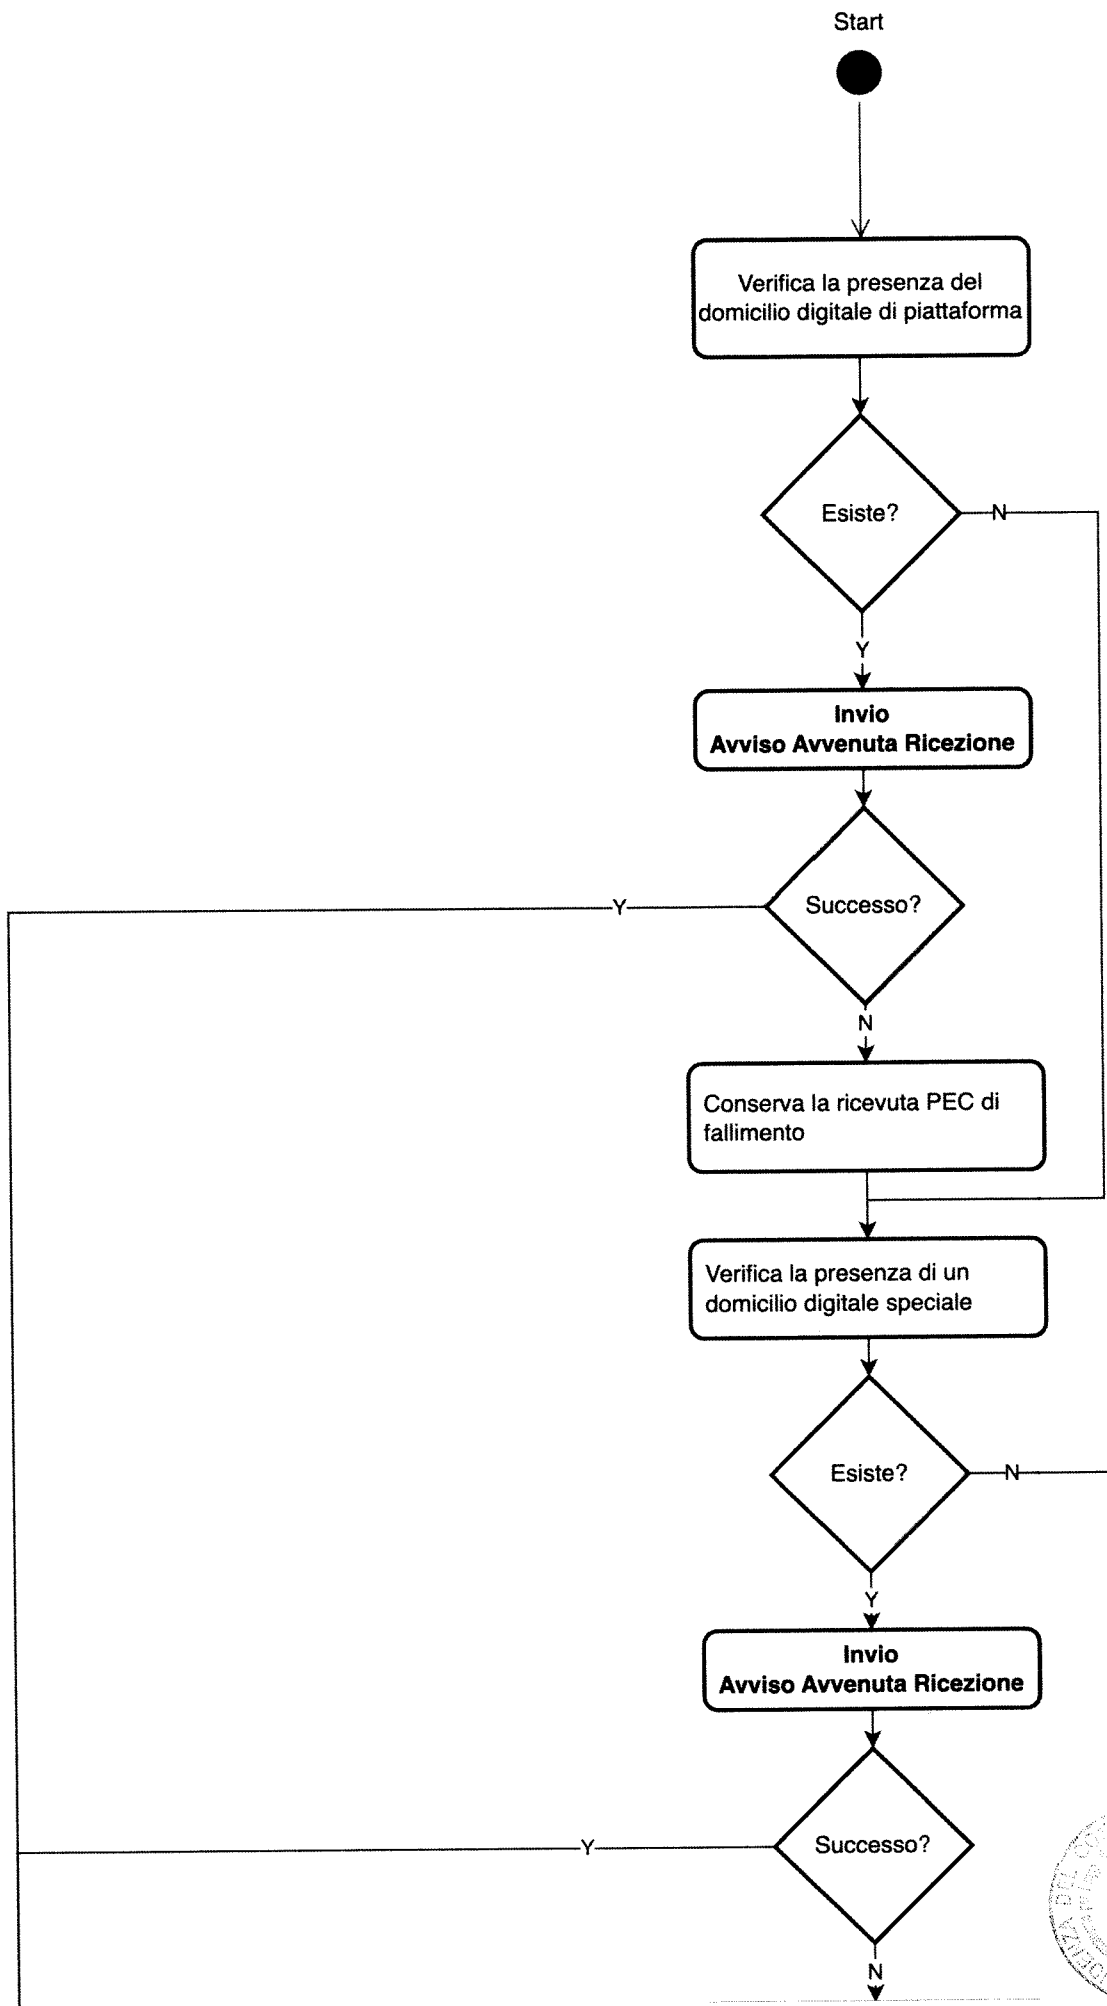 Start
Verifica la presenza del
domicilio digitale di piattaforma
Esiste?
N
Y
Invio
Avviso Avvenuta Ricezione
Successo?
Y
N
Conserva la ricevuta PEC di
fallimento
Verifica la presenza di un
domicilio digitale speciale
Esiste?
N
Y
Invio
Avviso Avvenuta Ricezione
Successo?
Y
N